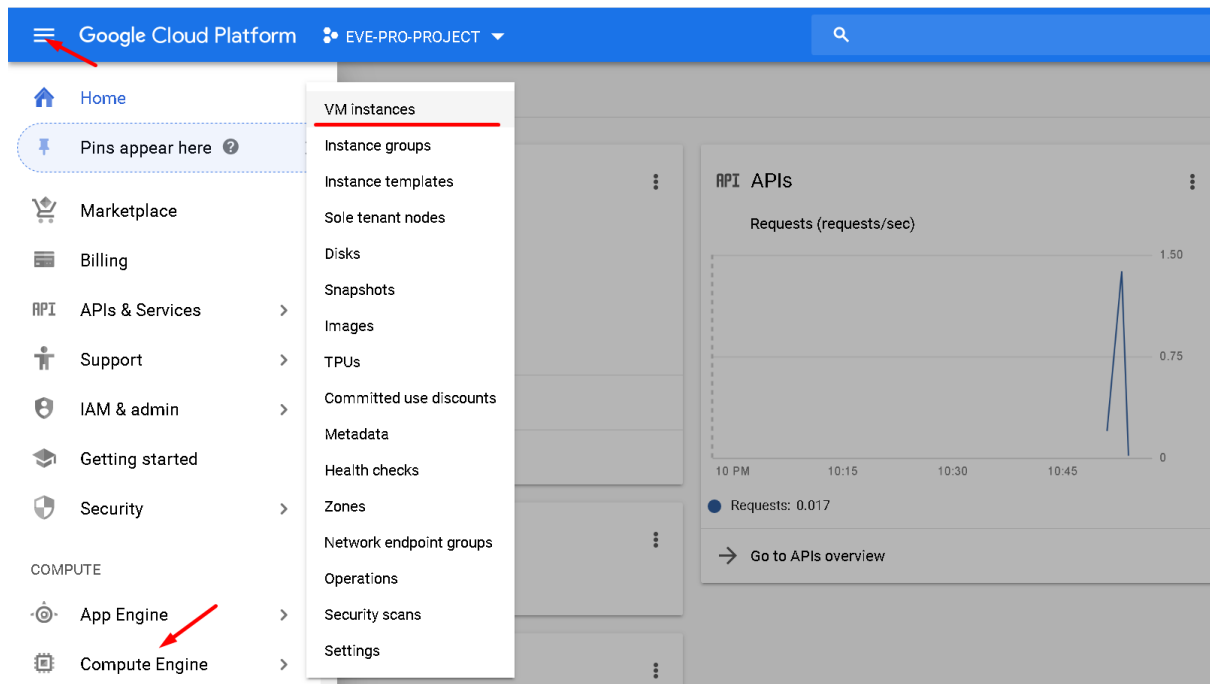 Google Cloud Platform
EVE-PRO-PROJECT
Home
Pins appear here ?
Marketplace
Billing
API APIs & Services
Support
IAM & admin
Getting started
Security
COMPUTE
App Engine
Compute Engine
VM instances
Instance groups
Instance templates
Sole tenant nodes
Disks
Snapshots
Images
TPUs
Committed use discounts
Metadata
Health checks
Zones
Network endpoint groups
Operations
Security scans
Settings
API APIs
Requests (requests/sec)
1.50
0.75
0
10 PM 10:15 10:30 10:45
Requests: 0.017
Go to APIs overview